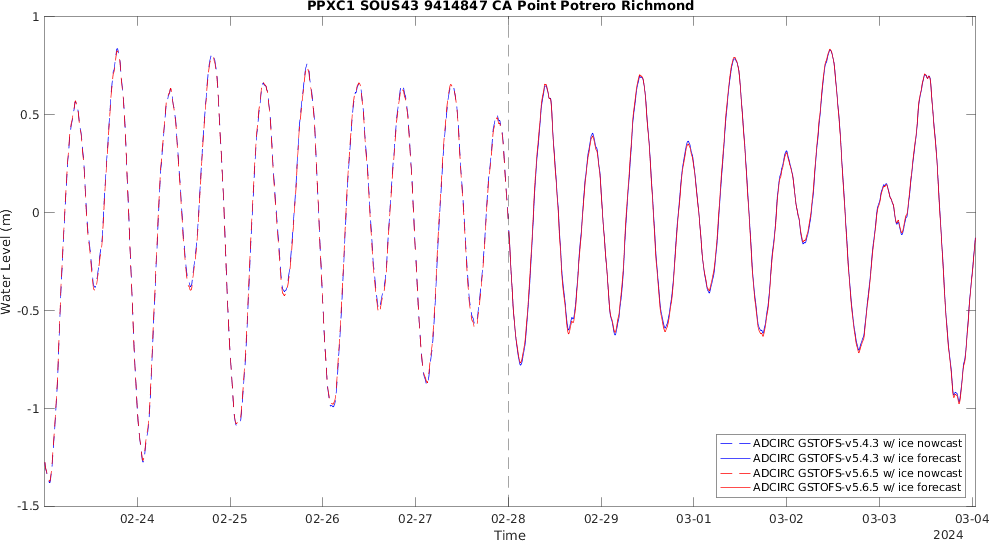 PPXC1 SOUS43 9414847 CA Point Potrero Richmond
Water Level (m)
1
0.5
0
-0.5
-1
-1.5
02-24 02-25 02-26 02-27 02-28 02-29 03-01 03-02 03-03 03-04
Time
2024
ADCIRC GSTOFS-v5.4.3 w/ ice nowcast
ADCIRC GSTOFS-v5.4.3 w/ ice forecast
ADCIRC GSTOFS-v5.6.5 w/ ice nowcast
ADCIRC GSTOFS-v5.6.5 w/ ice forecast